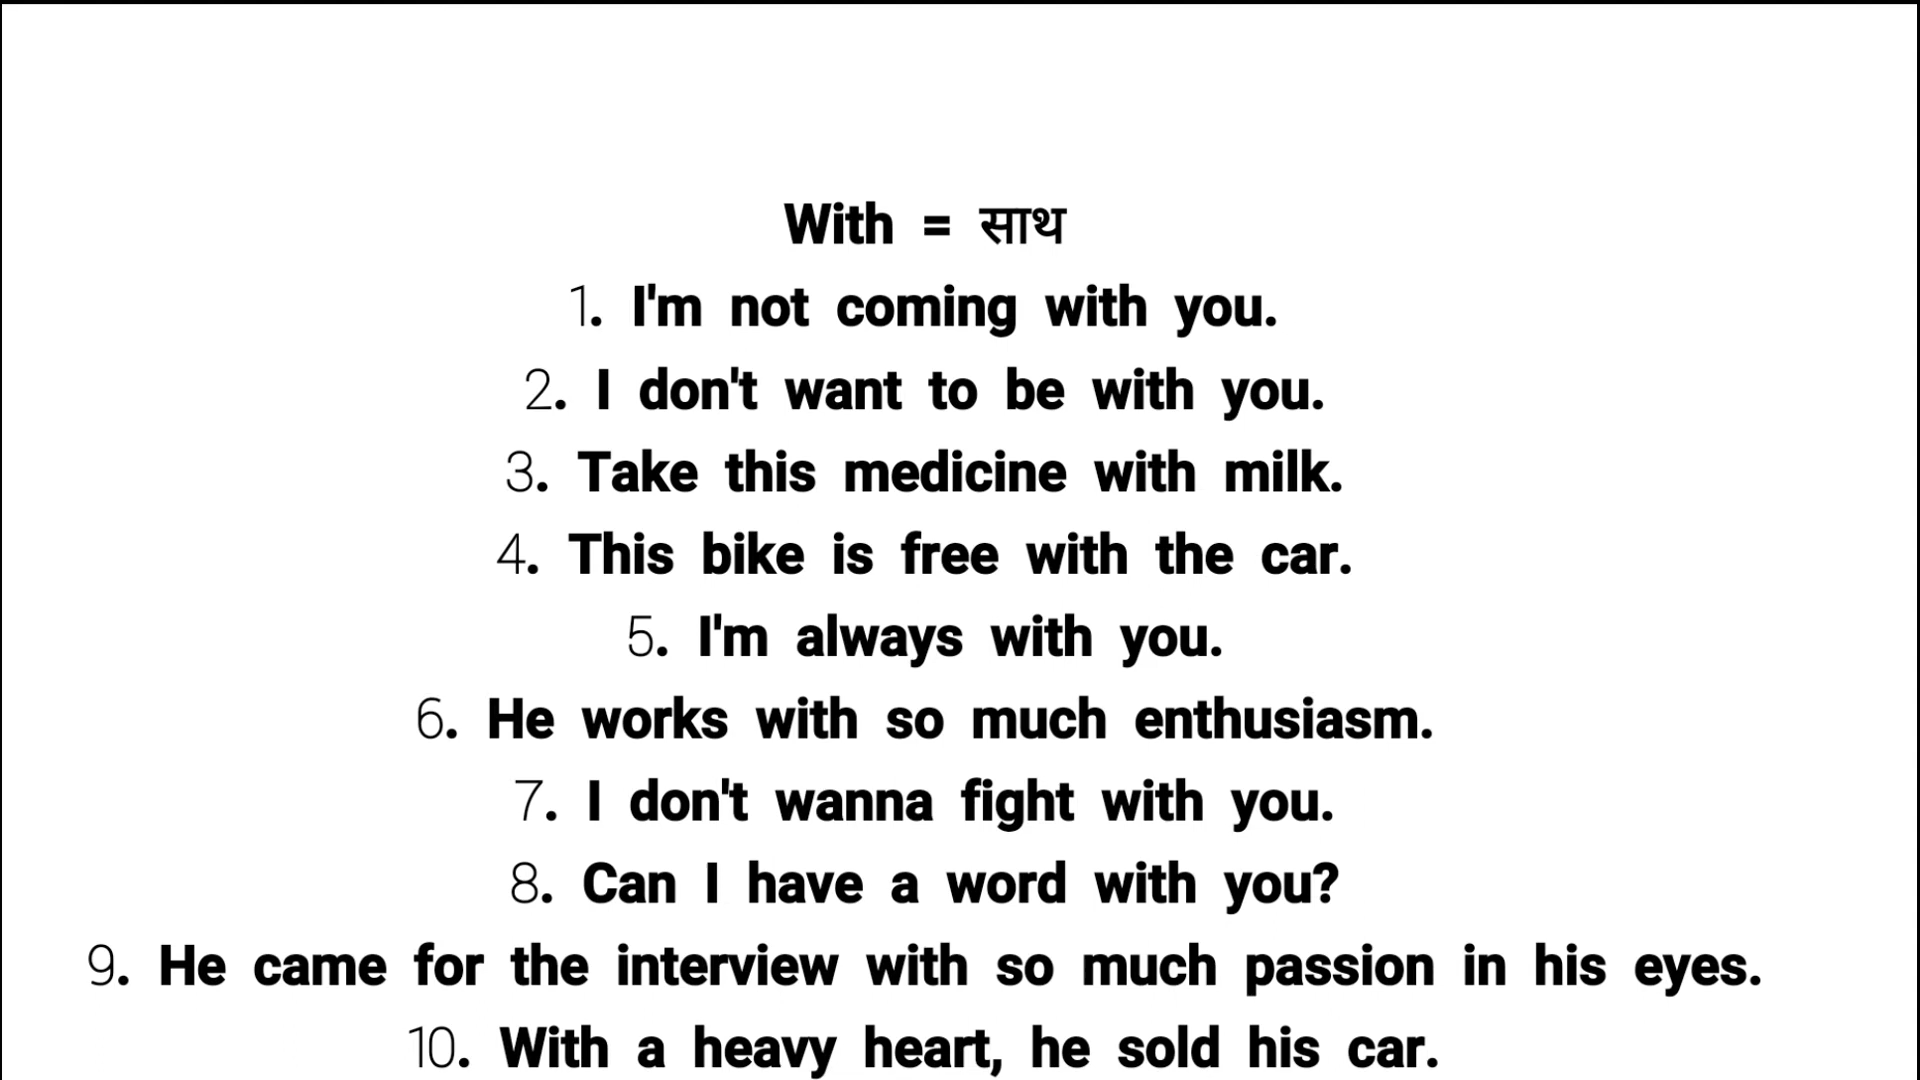 With = साथ
1. I'm not coming with you.
2. I don't want to be with you.
3. Take this medicine with milk.
4. This bike is free with the car.
5. I'm always with you.
6. He works with so much enthusiasm.
7. I don't wanna fight with you.
8. Can I have a word with you?
9. He came for the interview with so much passion in his eyes.
10. With a heavy heart, he sold his car.